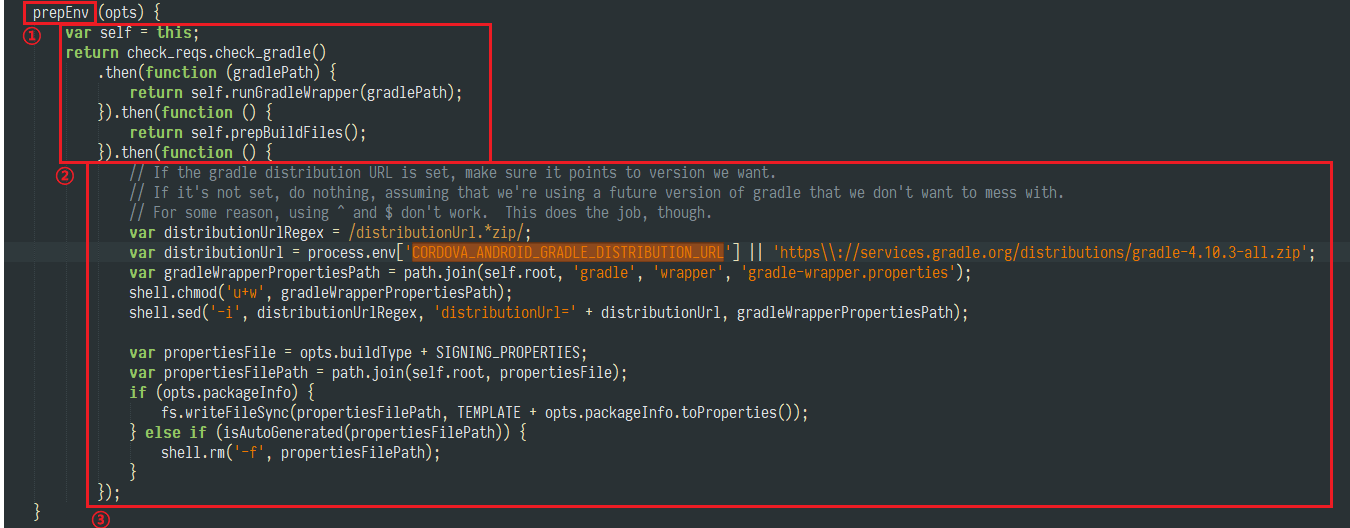 prepEnv (opts) {
①
var self = this;
return check_reqs.check_gradle()
.then(function (gradlePath) {
return self.runGradleWrapper(gradlePath);
}).then(function () {
return self.prepBuildFiles();
}).then(function () {
②
// If the gradle distribution URL is set, make sure it points to version we want.
// If it's not set, do nothing, assuming that we're using a future version of gradle that we don't want to mess with.
// For some reason, using ^ and $ don't work.  This does the job, though.
var distributionUrlRegex = /distributionUrl.*zip/;
var distributionUrl = process.env['CORDOVA_ANDROID_GRADLE_DISTRIBUTION_URL'] || 'https\\://services.gradle.org/distributions/gradle-4.10.3-all.zip';
var gradleWrapperPropertiesPath = path.join(self.root, 'gradle', 'wrapper', 'gradle-wrapper.properties');
shell.chmod('u+w', gradleWrapperPropertiesPath);
shell.sed('-i', distributionUrlRegex, 'distributionUrl=' + distributionUrl, gradleWrapperPropertiesPath);
var propertiesFile = opts.buildType + SIGNING_PROPERTIES;
var propertiesFilePath = path.join(self.root, propertiesFile);
if (opts.packageInfo) {
fs.writeFileSync(propertiesFilePath, TEMPLATE + opts.packageInfo.toProperties());
} else if (isAutoGenerated(propertiesFilePath)) {
shell.rm('-f', propertiesFilePath);
}
});
}
③